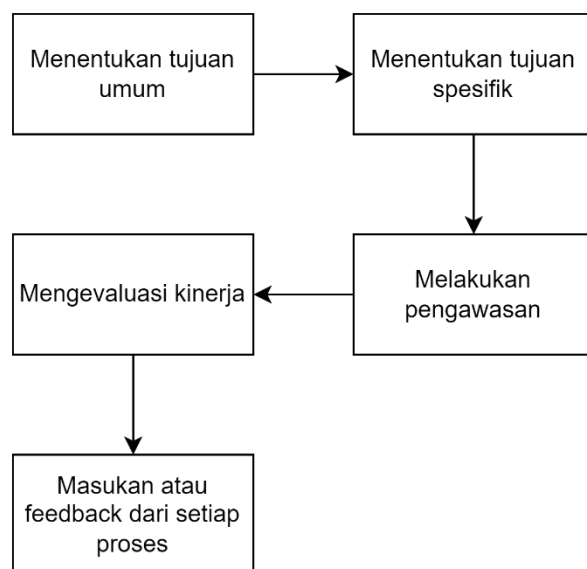 Menentukan tujuan
umum
Menentukan tujuan
spesifik
Melakukan
pengawasan
Mengevaluasi kinerja
Masukan atau
feedback dari setiap
proses